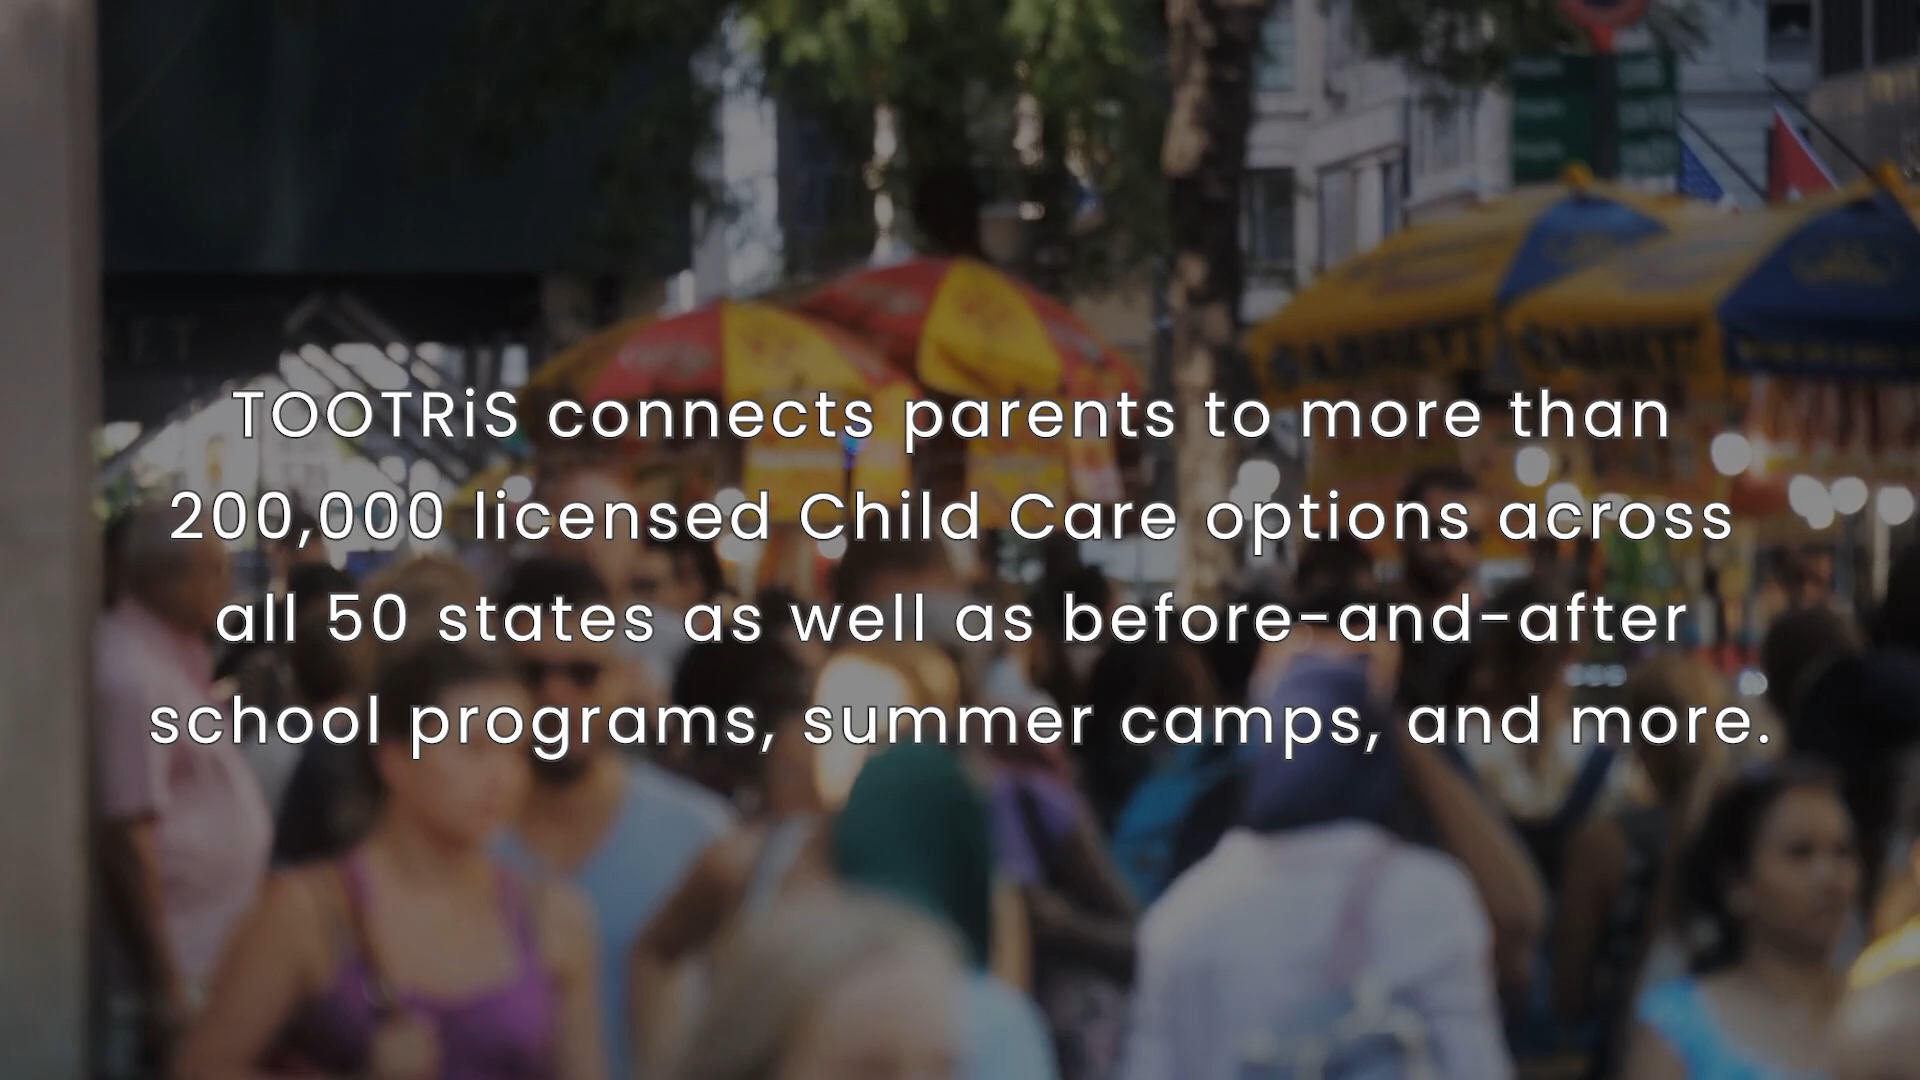 TOOTRiS connects parents to more than
200,000 licensed Child Care options across
all 50 states as well as before-and-after
school programs, summer camps, and more.